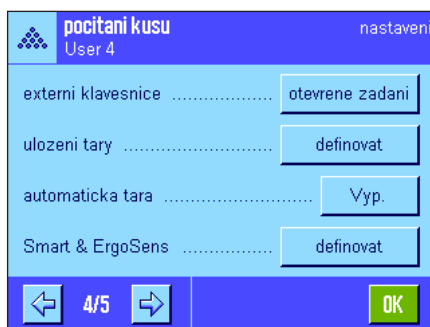 pocitani kusu nastaveni
User 4
externi klavesnice .................. otevrene zadani
ulozeni tary ........................... definovat
automaticka tara ........................... Vyp.
Smart & ErgoSens ................ definovat
4/5 OK